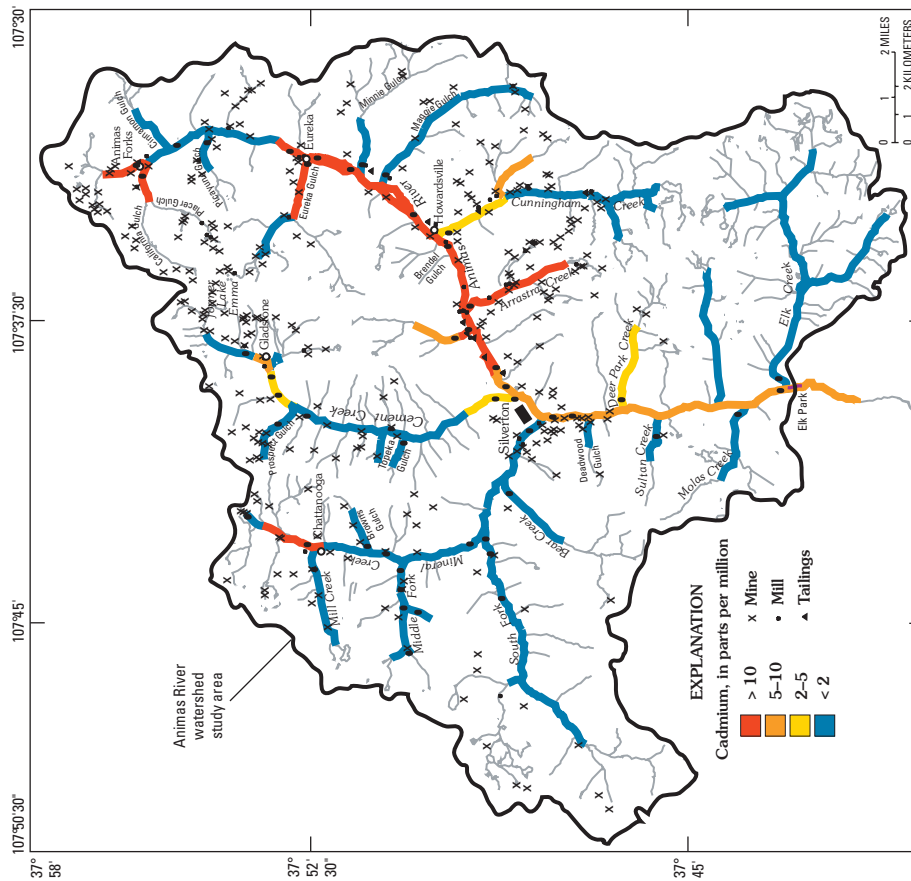 107°50'30"
107°45'
107°37'30"
107°30'
37°
58'
37°
52'
30"
37°
45'
Animas River
watershed
study area
Animas
Forks
Cinnamon Gulch
California Gulch
Placer Gulch
Picayune Gulch
Eureka
Eureka Gulch
Minnie Gulch
Maggie Gulch
Animas
River
Howardsville
Cunningham
Creek
Brendel
Gulch
Arrastra Creek
Former
Lake
Emma
Gladstone
Prospect Gulch
Cement
Creek
Topeka
Gulch
Chattanooga
Mill Creek
Browns
Gulch
Mineral
Creek
Middle
Fork
South
Fork
Bear Creek
Silverton
Deadwood
Gulch
Sultan Creek
Deer Park Creek
Molas Creek
Elk
Creek
Elk Park
EXPLANATION
Cadmium, in parts per million
> 10
5–10
2–5
<2
x Mine
Mill
Tailings
0 1 2 MILES
0 1 2 KILOMETERS